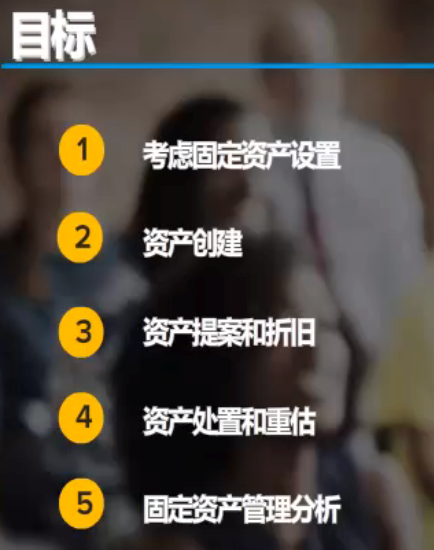 目标
1 考虑固定资产设置
2 资产创建
3 资产提案和折旧
4 资产处置和重估
5 固定资产管理分析